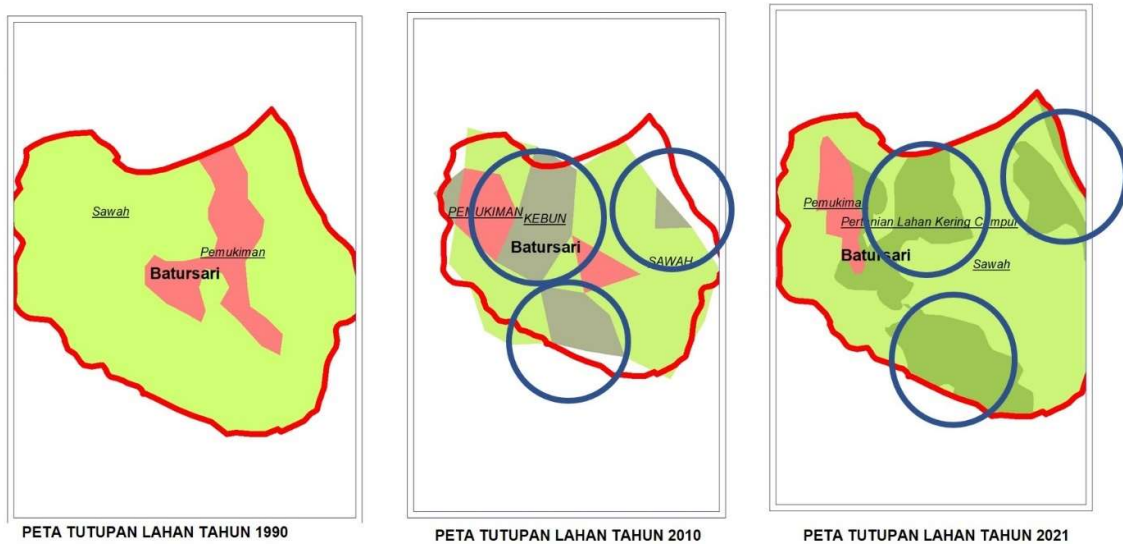 Sawah
Pemukiman
Batursari
PETA TUTUPAN LAHAN TAHUN 1990
PEMUKIMAN
KEBUN
Batursari
SAWAH
PETA TUTUPAN LAHAN TAHUN 2010
Pemukiman
Pertanian Lahan Kering Campur
Batursari
Sawah
PETA TUTUPAN LAHAN TAHUN 2021